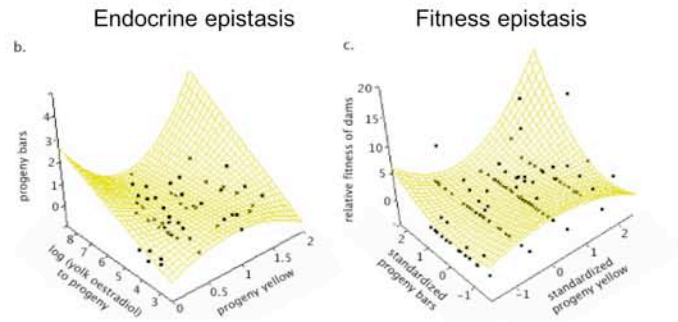 Endocrine epistasis
Fitness epistasis
b.
c.
progeny bars
4
3
2
1
0
8
7
6
5
4
3
log (yolk oestradiol)
to progeny
0
0.5
1
1.5
2
progeny yellow
relative fitness of dams
20
15
10
5
0
2
1
0
-1
standardized
progeny bars
-1
0
1
2
standardized
progeny yellow